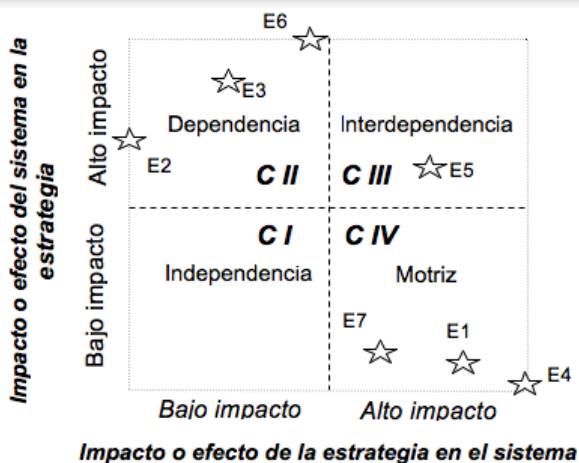 Impacto o efecto del sistema en la
estrategia
Alto impacto
Bajo impacto
E6
E3
Dependencia
Interdependencia
E2
C II
C III
E5
C I
C IV
Independencia
Motriz
E7
E1
E4
Bajo impacto
Alto impacto
Impacto o efecto de la estrategia en el sistema